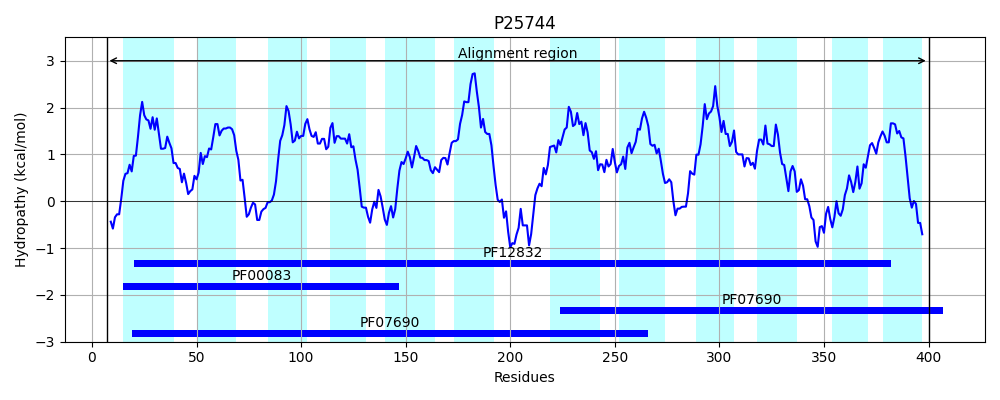 P25744
Hydropathy (kcal/mol)
3
2
1
0
−1
−2
−3
Alignment region
PF12832
PF00083
PF07690
PF07690
0 50 100 150 200 250 300 350 400
Residues